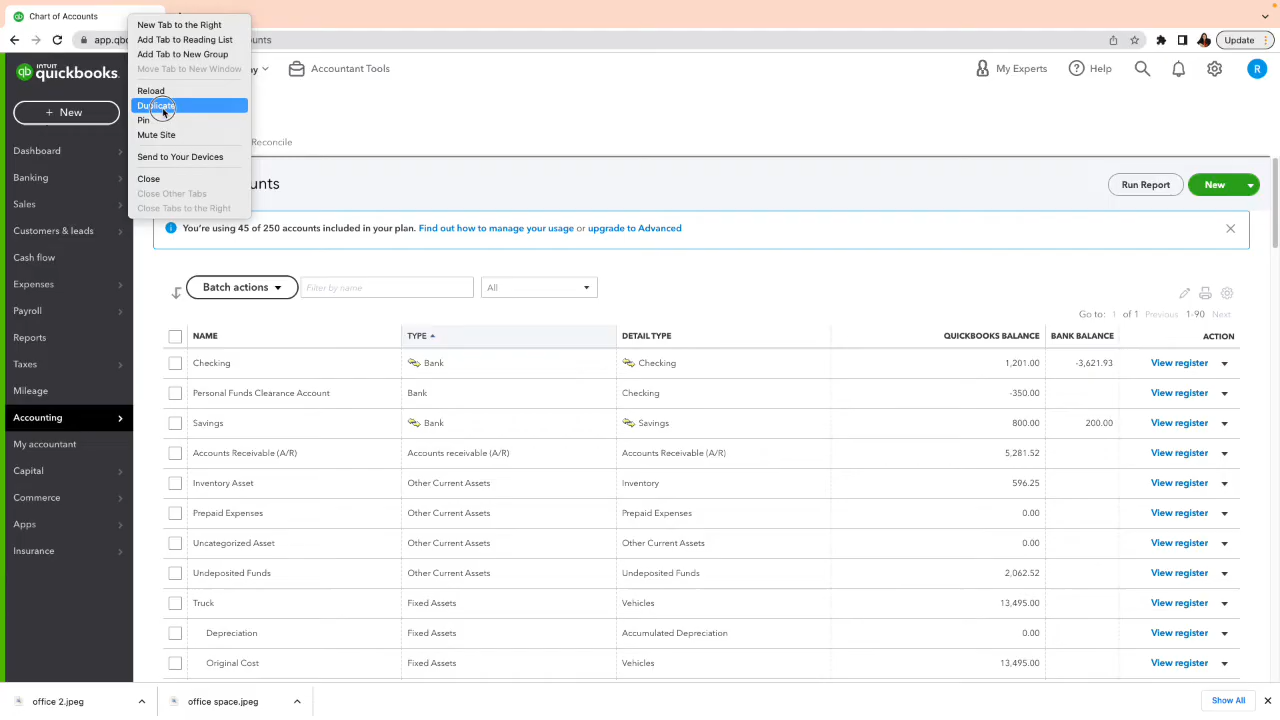 Chart of Accounts
New Tab to the Right
Add Tab to Reading List
Add Tab to New Group
Move Tab to New Window
Reload
Duplicate
Pin
Mute Site
Send to Your Devices
Close
Close Other Tabs
Close Tabs to the Right
Update
INTUIT
quickbooks
Accountant Tools
My Experts
Help
R
+ New
Dashboard
Banking
Sales
Customers & leads
Cash flow
Expenses
Payroll
Reports
Taxes
Mileage
Accounting
My accountant
Capital
Commerce
Apps
Insurance
Reconcile
Run Report
New
You're using 45 of 250 accounts included in your plan. Find out how to manage your usage or upgrade to Advanced
Batch actions
Filter by name
All
Go to: 1 of 1 Previous 1-90 Next
NAME TYPE DETAIL TYPE QUICKBOOKS BALANCE BANK BALANCE ACTION
Checking Bank Checking 1,201.00 -3,621.93 View register
Personal Funds Clearance Account Bank Checking -350.00 View register
Savings Bank Savings 800.00 200.00 View register
Accounts Receivable (A/R) Accounts receivable (A/R) Accounts Receivable (A/R) 5,281.52 View register
Inventory Asset Other Current Assets Inventory 596.25 View register
Prepaid Expenses Other Current Assets Prepaid Expenses 0.00 View register
Uncategorized Asset Other Current Assets Other Current Assets 0.00 View register
Undeposited Funds Other Current Assets Undeposited Funds 2,062.52 View register
Truck Fixed Assets Vehicles 13,495.00 View register
Depreciation Fixed Assets Accumulated Depreciation 0.00 View register
Original Cost Fixed Assets Vehicles 13,495.00 View register
office 2.jpeg
office space.jpeg
Show All